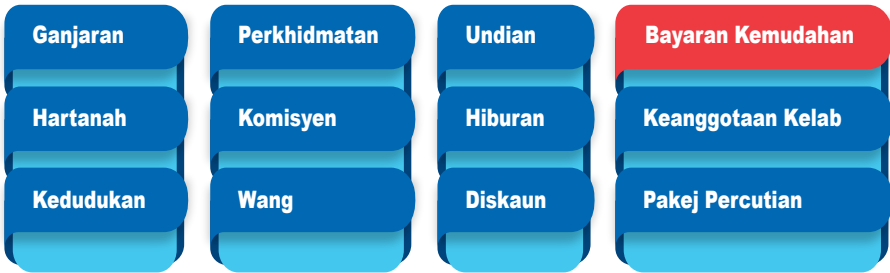 Ganjaran
Perkhidmatan
Undian
Bayaran Kemudahan
Hartanah
Komisyen
Hiburan
Keanggotaan Kelab
Kedudukan
Wang
Diskaun
Pakej Percutian